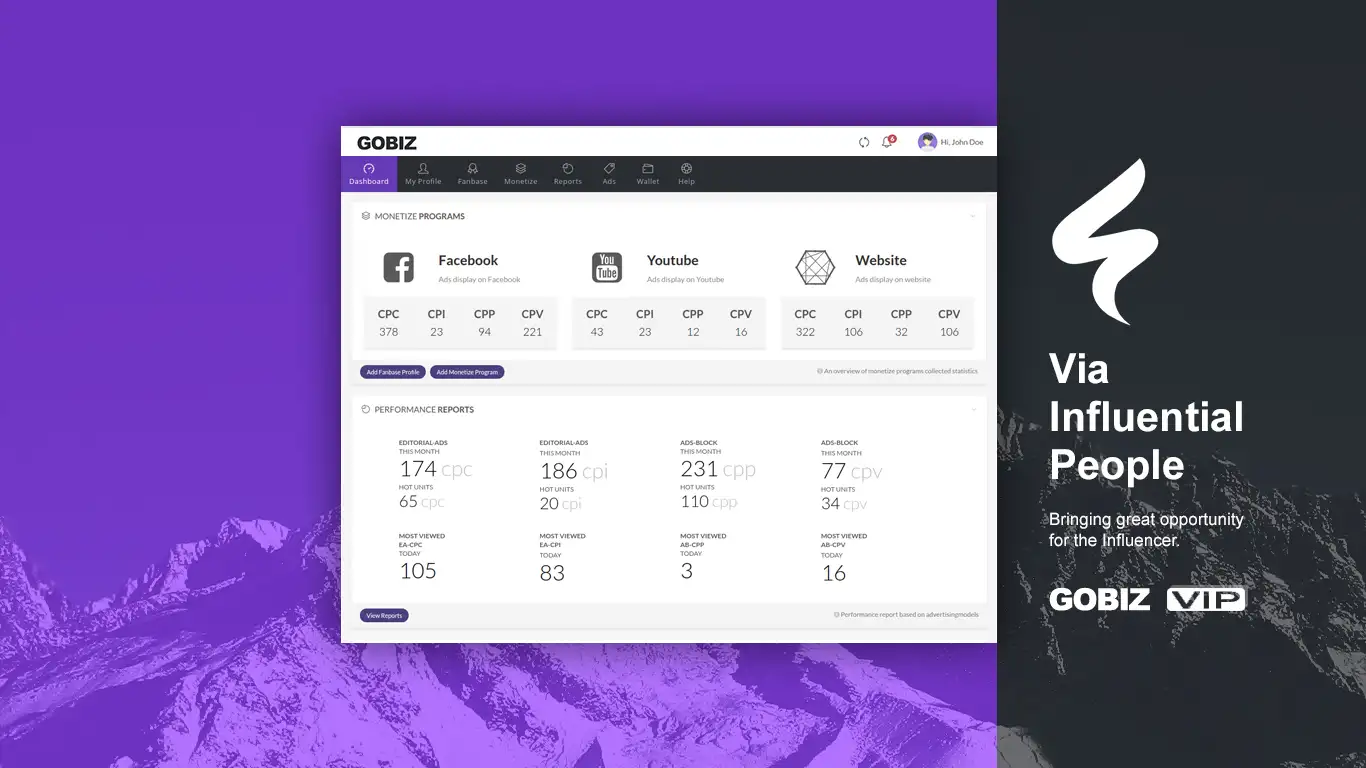 GOBIZ
Hi, John Doe
Dashboard My Profile Fanbase Monetize Reports Ads Wallet Help
MONETIZE PROGRAMS
Facebook
Ads display on Facebook
CPC CPI CPP CPV
378 23 94 221
You
Tube
Youtube
Ads display on Youtube
CPC CPI CPP CPV
43 23 12 16
Website
Ads display on website
CPC CPI CPP CPV
322 106 32 106
Add Fanbase Profile Add Monetize Program
An overview of monetize programs collected statistics.
PERFORMANCE REPORTS
EDITORIAL-ADS
THIS MONTH
174 cpc
HOT UNITS
65 cpc
EDITORIAL-ADS
THIS MONTH
186 cpi
HOT UNITS
20 cpi
ADS-BLOCK
THIS MONTH
231 cpp
HOT UNITS
110 cpp
ADS-BLOCK
THIS MONTH
77 cpv
HOT UNITS
34 cpv
MOST VIEWED
EA-CPC
TODAY
105
MOST VIEWED
EA-CPI
TODAY
83
MOST VIEWED
AB-CPP
TODAY
3
MOST VIEWED
AB-CPV
TODAY
16
View Reports
Performance report based on advertisingmodels
Via
Influential
People
Bringing great opportunity
for the Influencer.
GOBIZ VIP